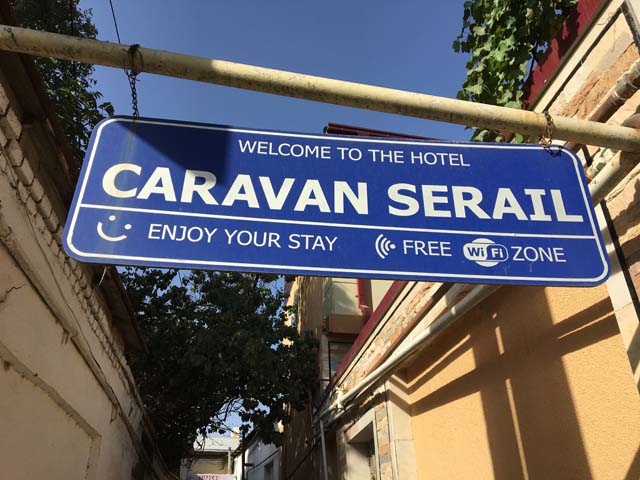 WELCOME TO THE HOTEL
CARAVAN SERAIL
ENJOY YOUR STAY FREE WiFi ZONE